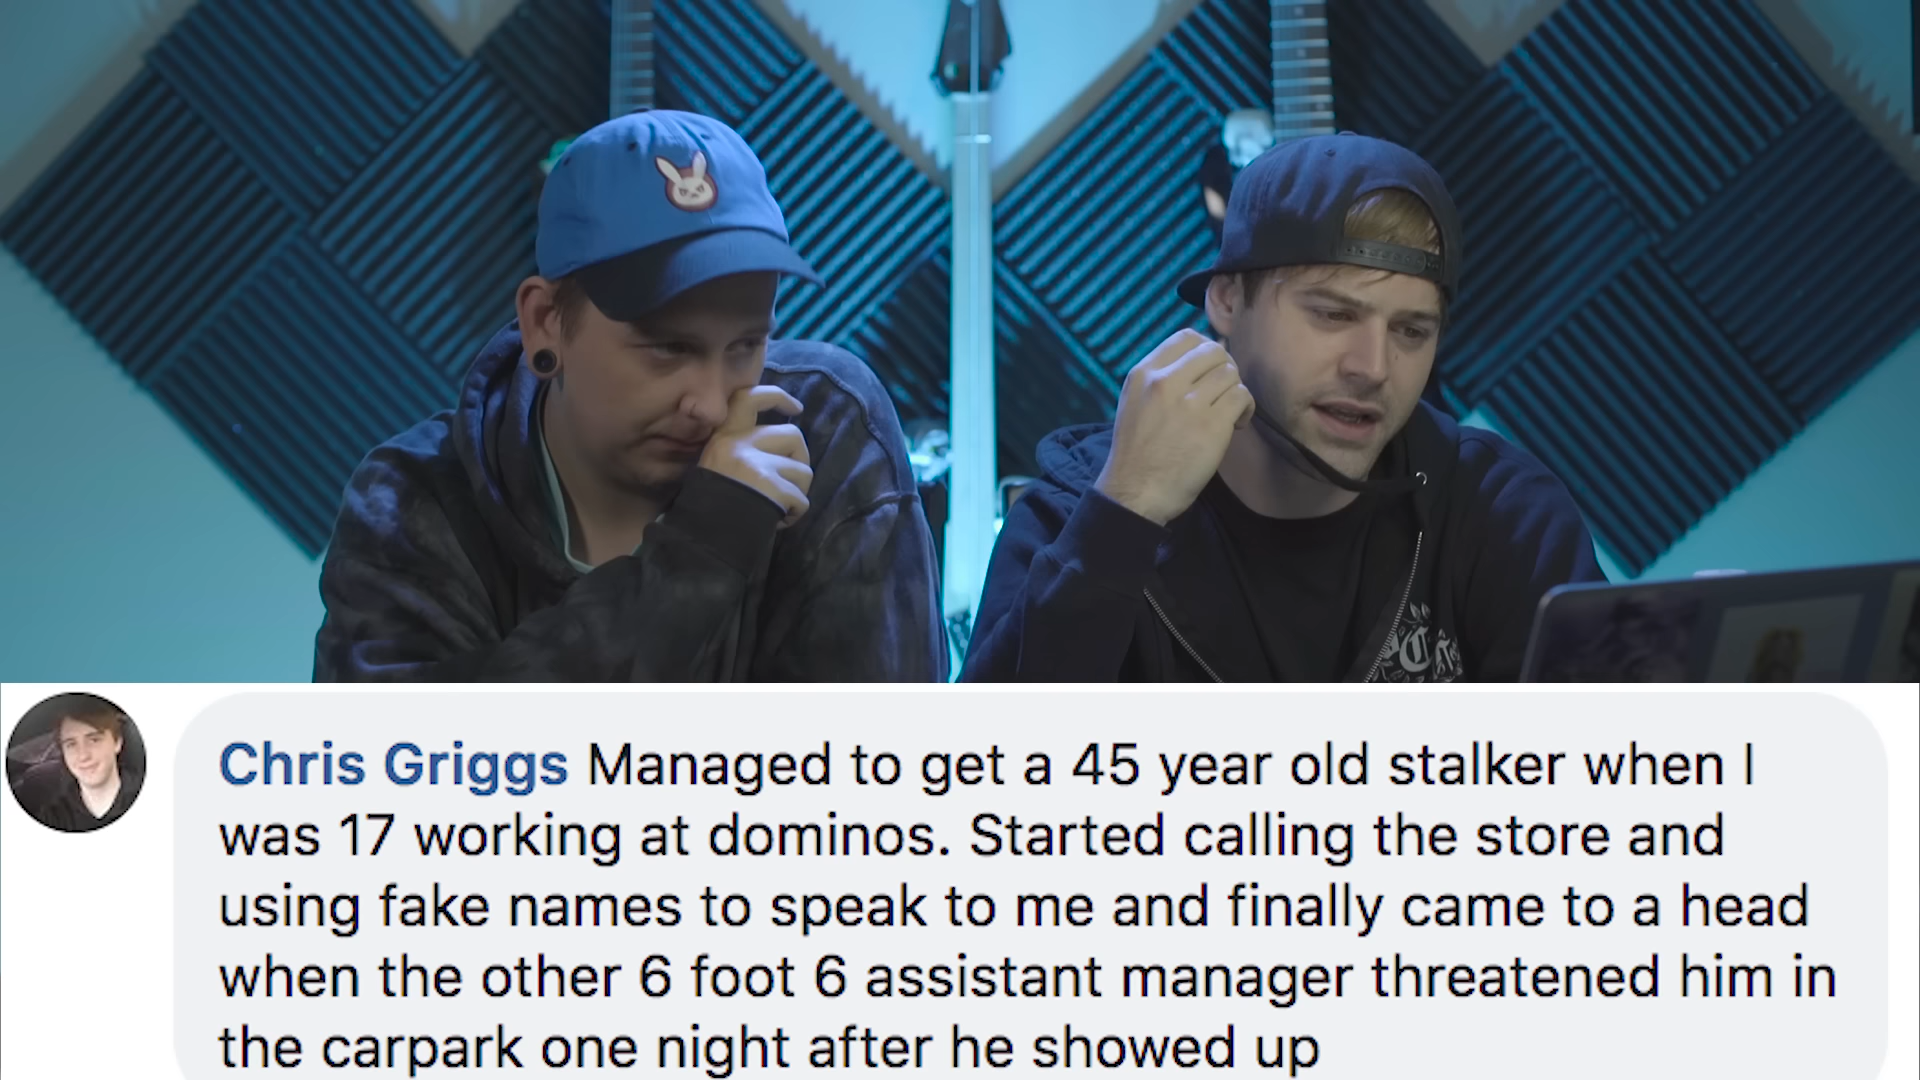 Chris Griggs Managed to get a 45 year old stalker when I
was 17 working at dominos. Started calling the store and
using fake names to speak to me and finally came to a head
when the other 6 foot 6 assistant manager threatened him in
the carpark one night after he showed up